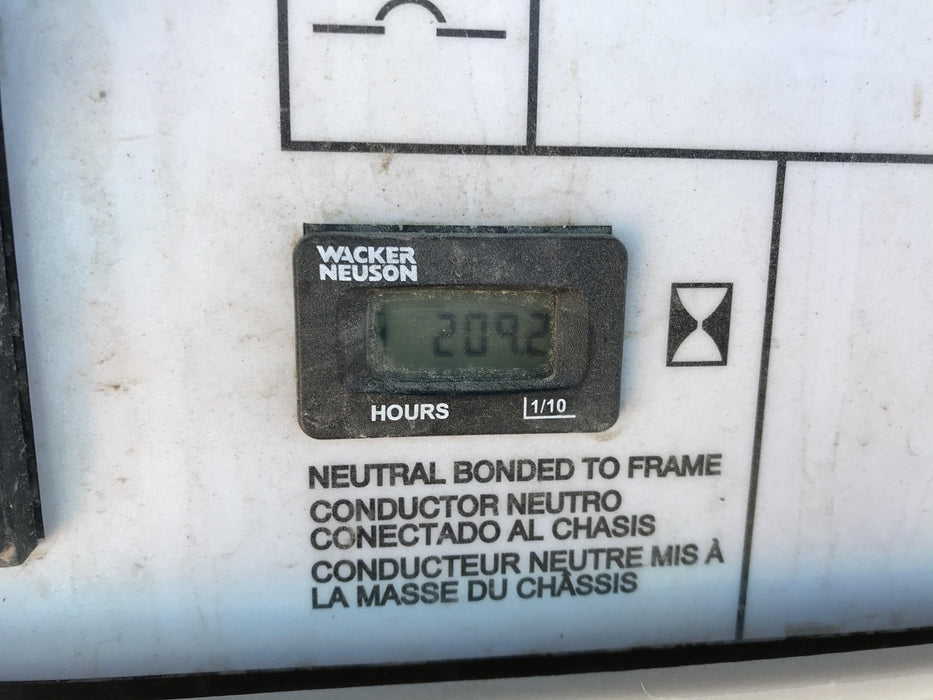 WACKER
NEUSON
209.2
HOURS
1/10
NEUTRAL BONDED TO FRAME
CONDUCTOR NEUTRO
CONECTADO AL CHASIS
CONDUCTEUR NEUTRE MIS À
LA MASSE DU CHÂSSIS